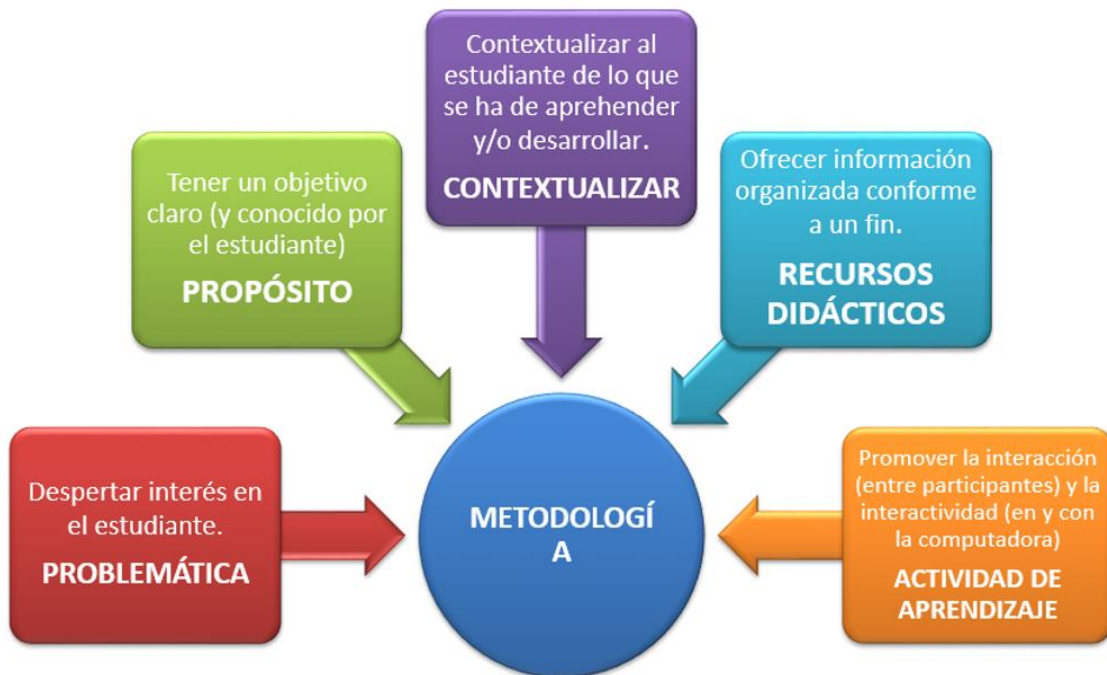 Despertar interés en
el estudiante.
PROBLEMÁTICA
Tener un objetivo
claro (y conocido por
el estudiante)
PROPÓSITO
Contextualizar al
estudiante de lo que
se ha de aprehender
y/o desarrollar.
CONTEXTUALIZAR
Ofrecer información
organizada conforme
a un fin.
RECURSOS
DIDÁCTICOS
Promover la interacción
(entre participantes) y la
interactividad (en y con
la computadora)
ACTIVIDAD DE
APRENDIZAJE
METODOLOGÍ
A